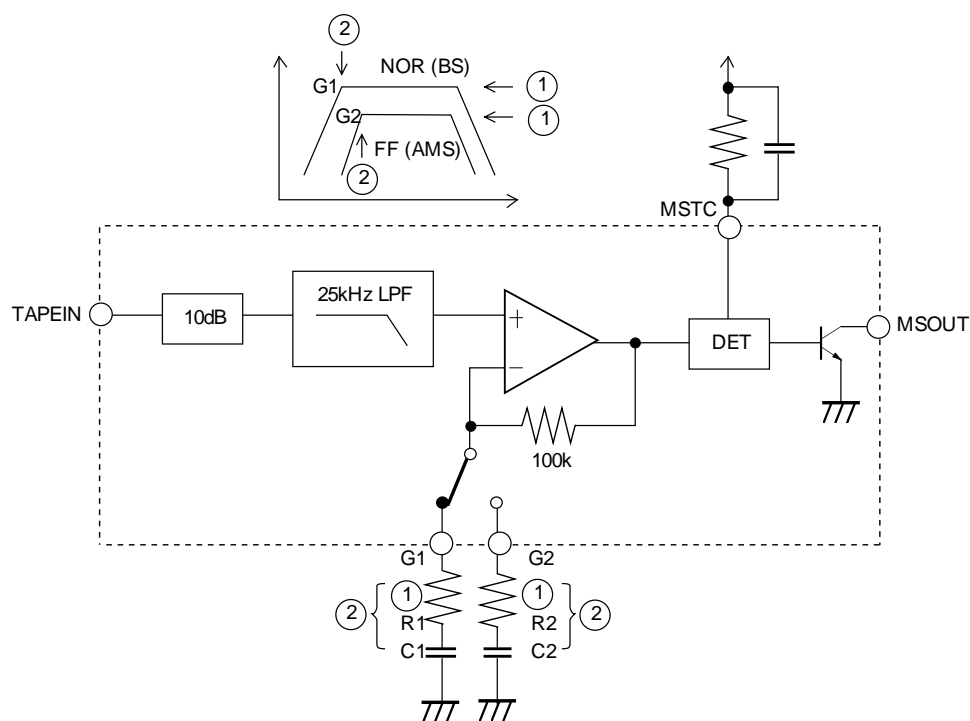 ②
G1 NOR (BS) ①
G2 ①
FF (AMS)
②
MSTC
TAPEIN 10dB 25kHz LPF + − DET MSOUT
100k
G1 G2
② ① ① ②
R1 R2
C1 C2